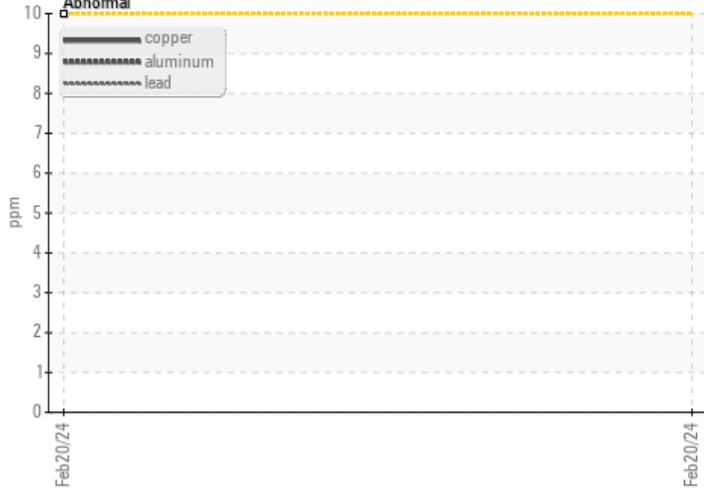 Abnormal
10
copper
9
aluminum
lead
8
7
6
ppm
5
4
3
2
1
0
Feb20/24
Feb20/24